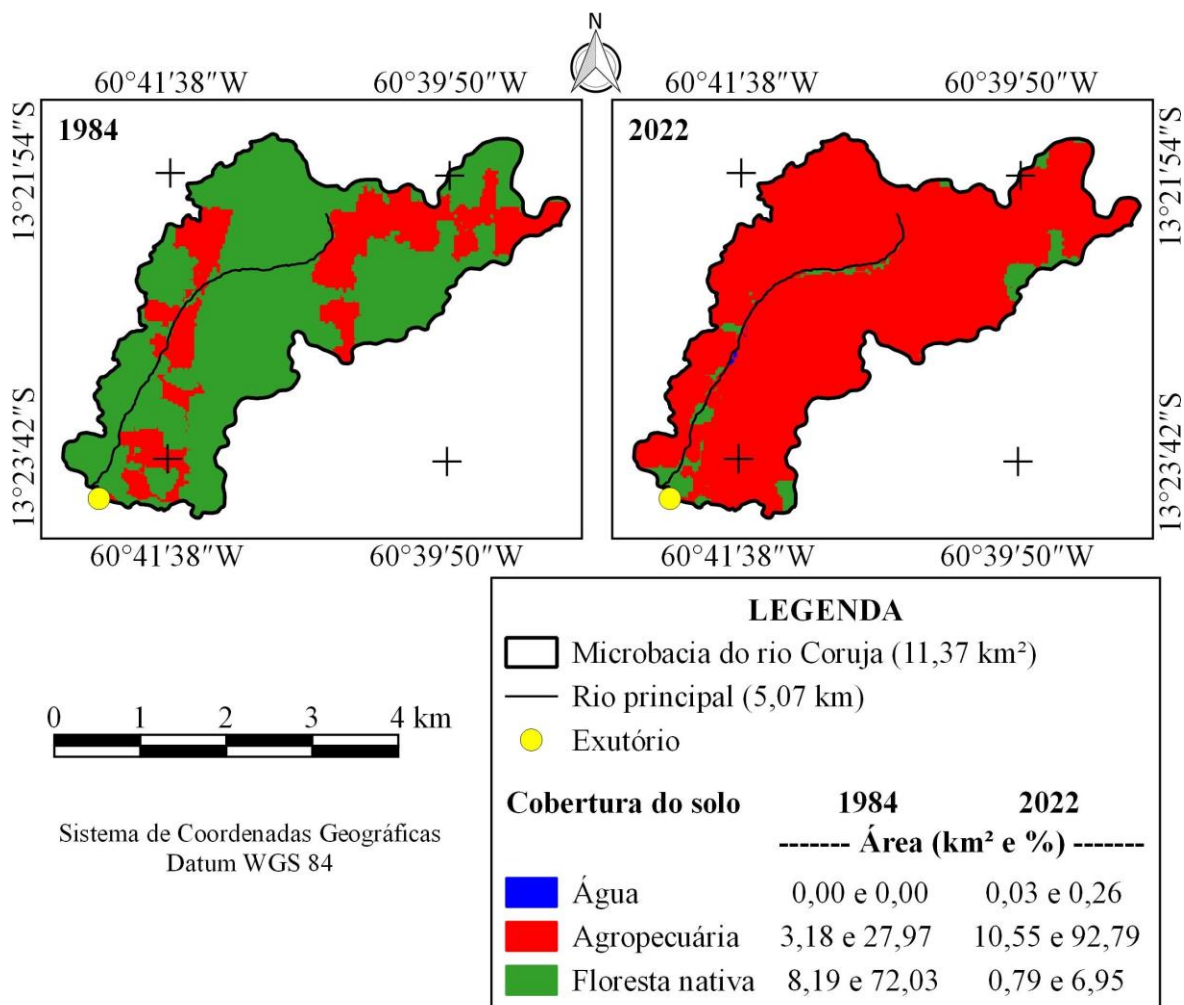 N
60°41'38"W 60°39'50"W 60°41'38"W 60°39'50"W
1984 2022
13°21'54"S 13°21'54"S
13°23'42"S 13°23'42"S
60°41'38"W 60°39'50"W 60°41'38"W 60°39'50"W
LEGENDA
Microbacia do rio Coruja (11,37 km²)
Rio principal (5,07 km)
Exutório
0 1 2 3 4 km
Sistema de Coordenadas Geográficas
Datum WGS 84
Cobertura do solo 1984 2022
------- Área (km² e %) -------
Água 0,00 e 0,00 0,03 e 0,26
Agropecuária 3,18 e 27,97 10,55 e 92,79
Floresta nativa 8,19 e 72,03 0,79 e 6,95